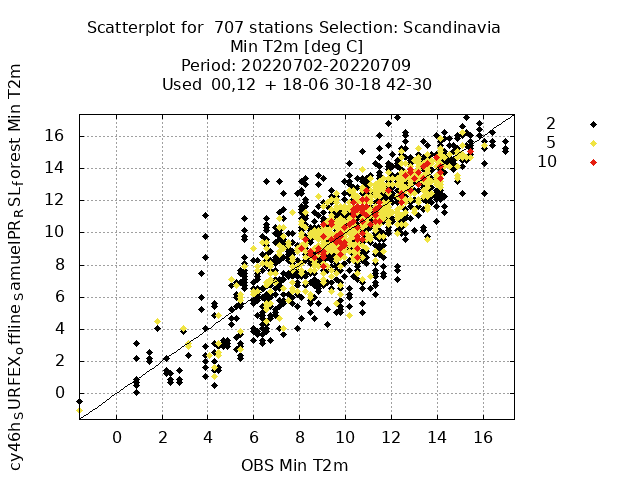 Scatterplot for  707 stations Selection: Scandinavia
Min T2m [deg C]
Period: 20220702-20220709
Used  00,12  + 18-06 30-18 42-30
cy46h_SURFEX_offline_samuelPR_RSL_forest Min T2m
2
5
10
16
14
12
10
8
6
4
2
0
0 2 4 6 8 10 12 14 16
OBS Min T2m